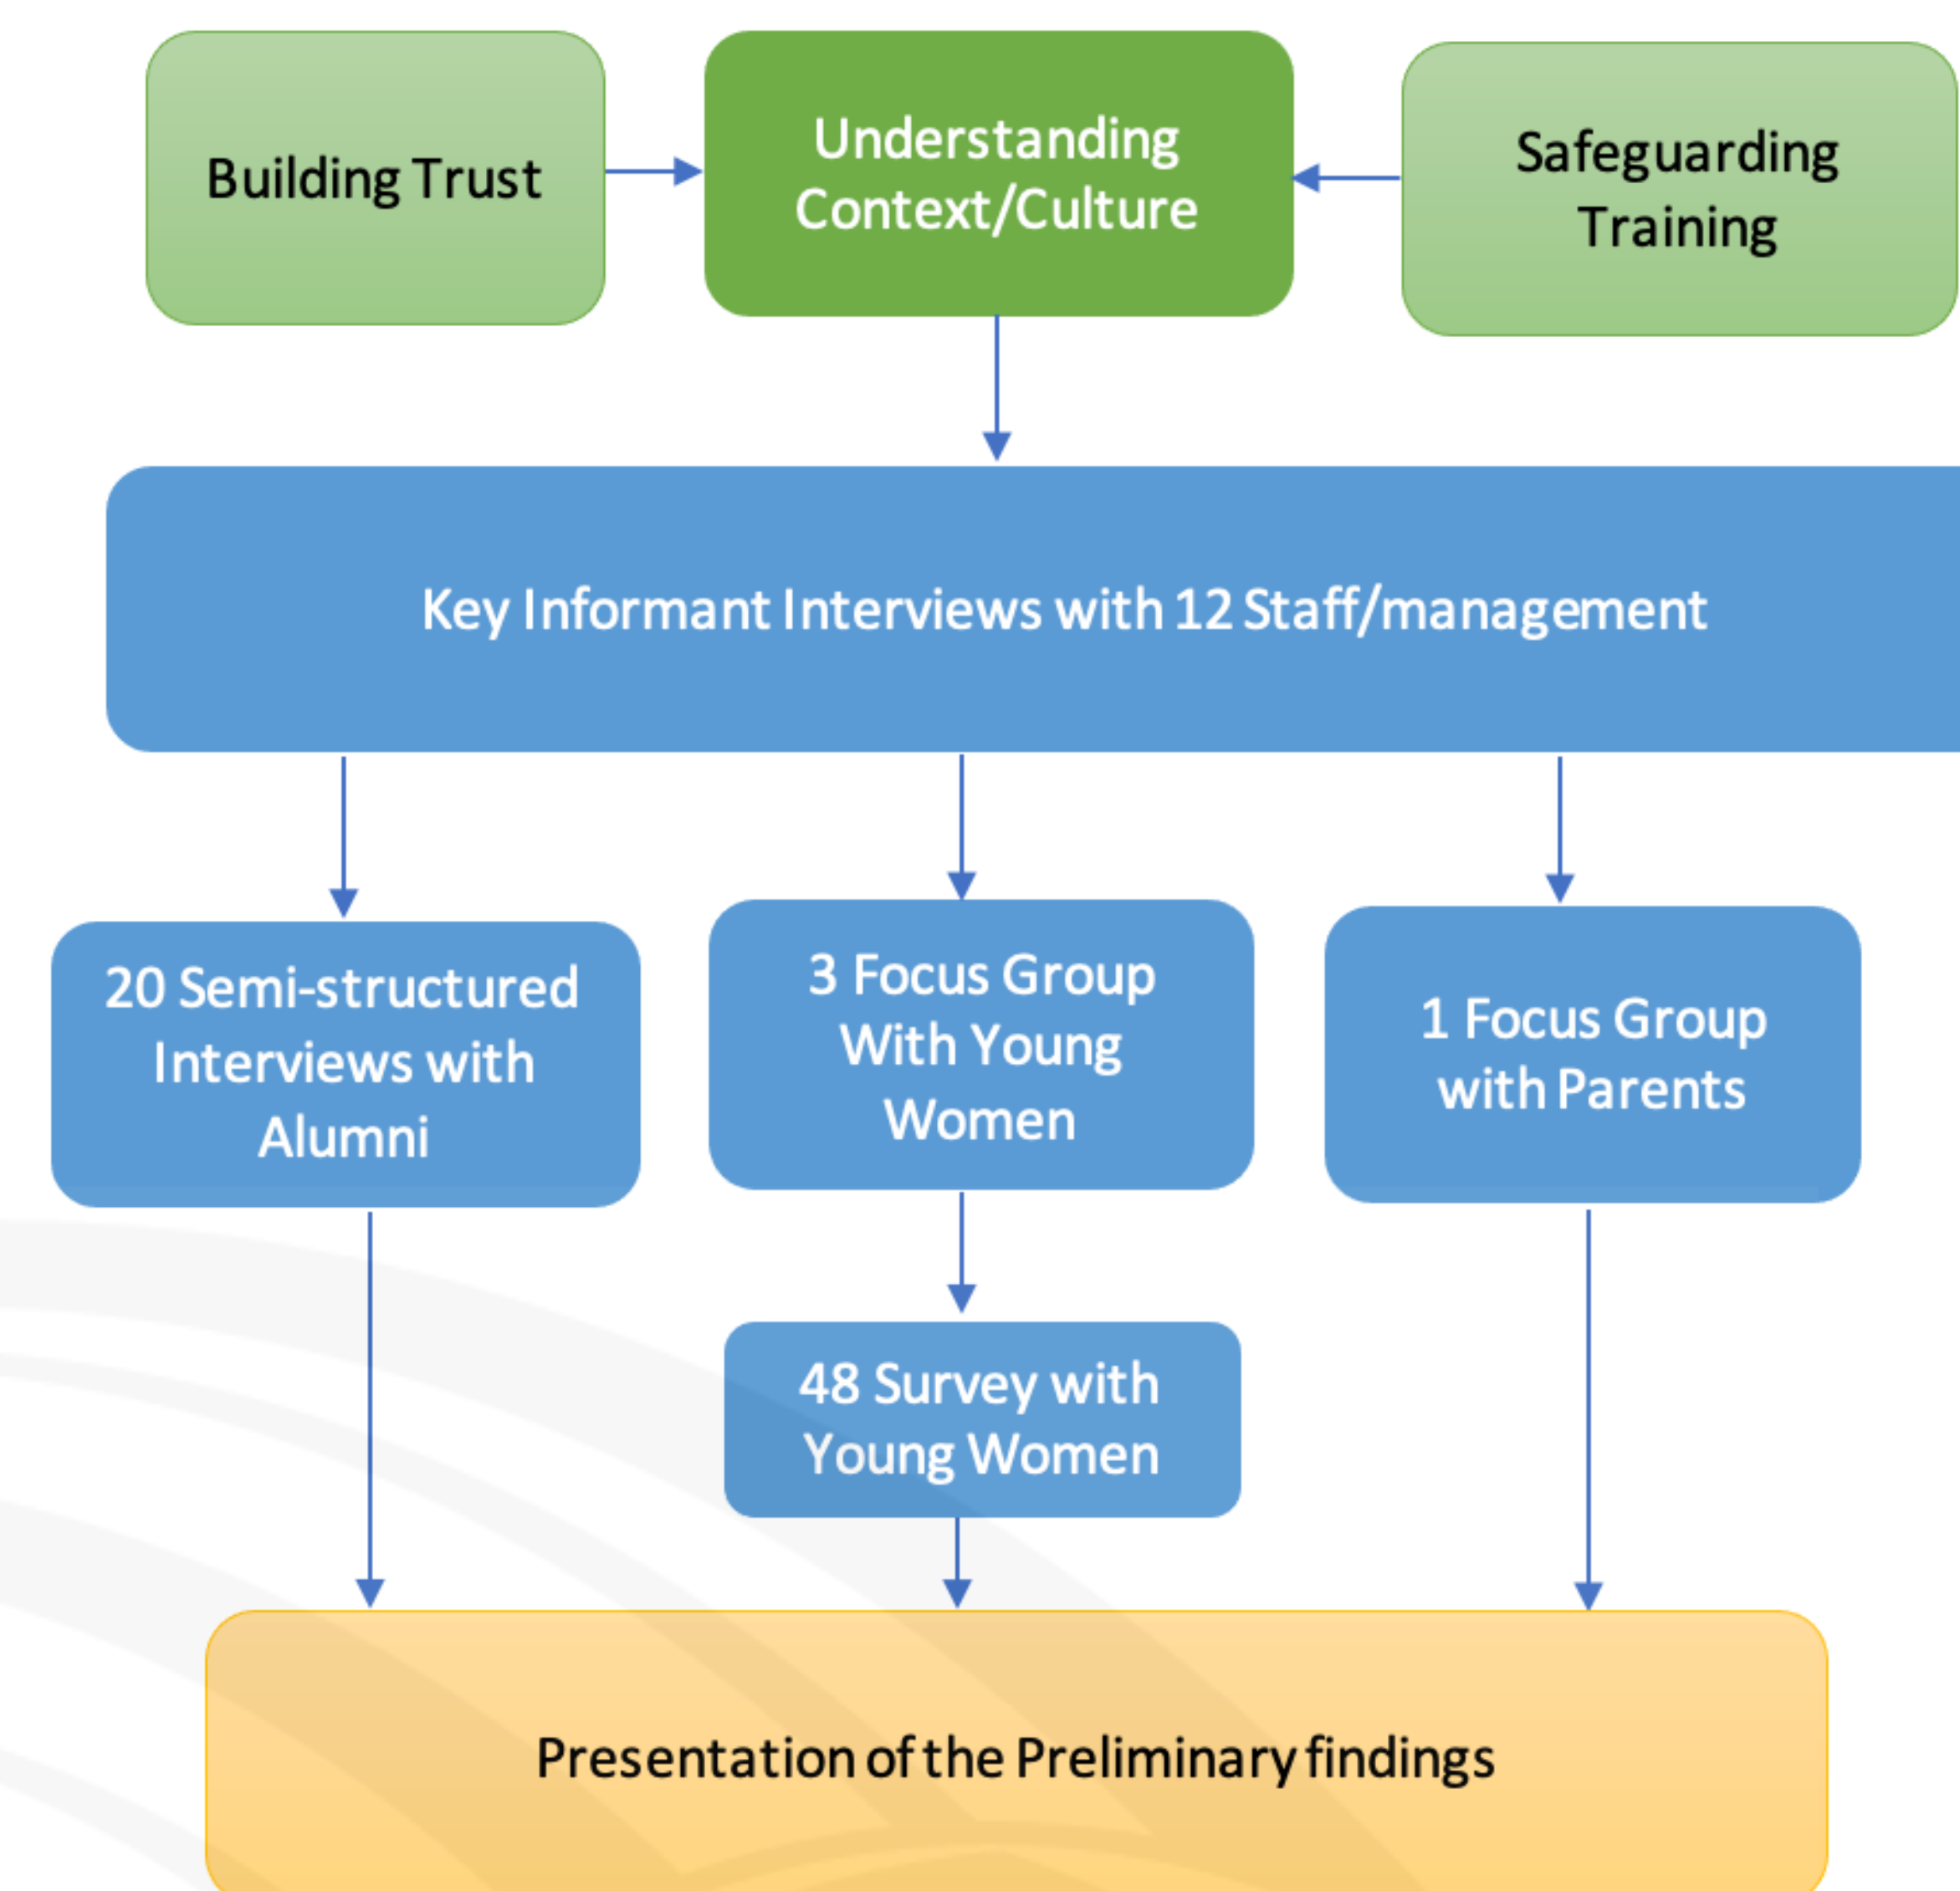 Building Trust
Understanding
Context/Culture
Safeguarding
Training
Key Informant Interviews with 12 Staff/management
20 Semi-structured
Interviews with
Alumni
3 Focus Group
With Young
Women
1 Focus Group
with Parents
48 Survey with
Young Women
Presentation of the Preliminary findings